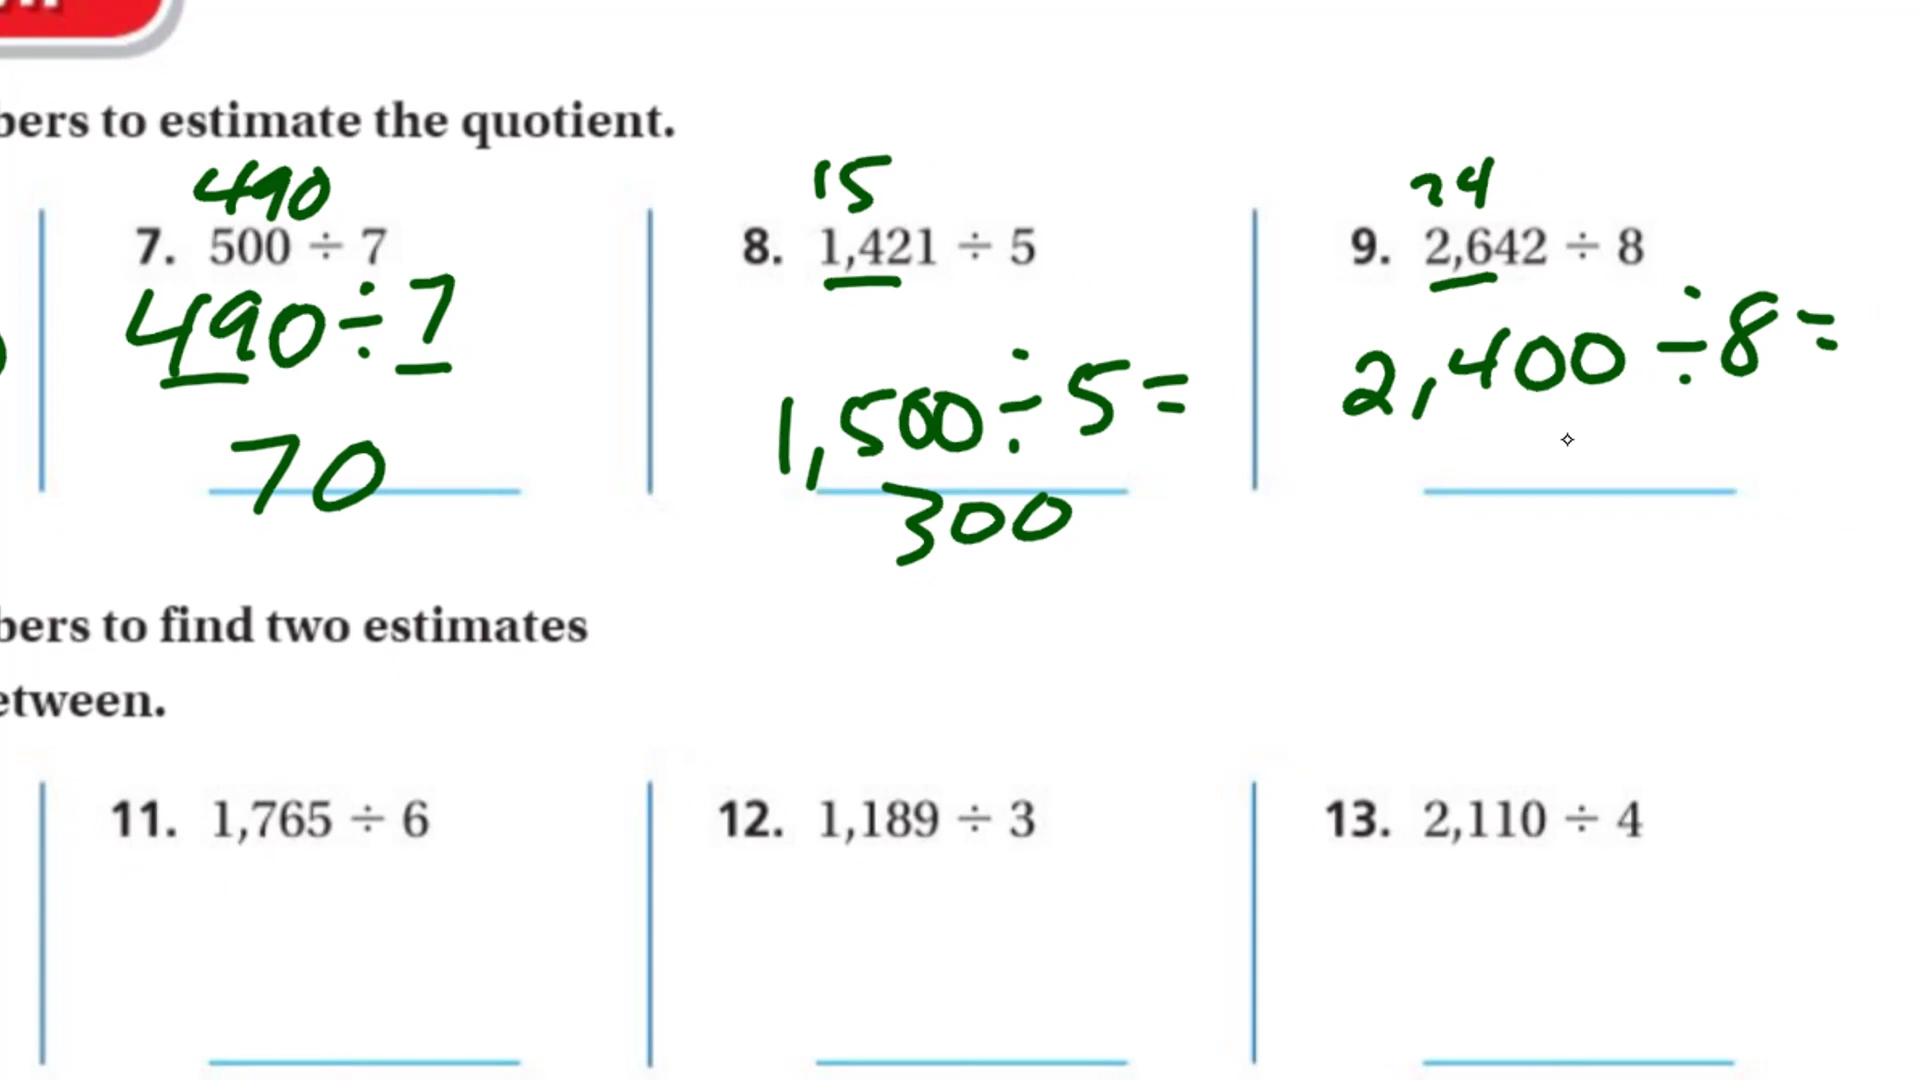 bers to estimate the quotient.
490
7. 500 ÷ 7
490 ÷ 7
70
15
8. 1,421 ÷ 5
1,500 ÷ 5 =
300
24
9. 2,642 ÷ 8
2,400 ÷ 8 =
bers to find two estimates
etween.
11. 1,765 ÷ 6
12. 1,189 ÷ 3
13. 2,110 ÷ 4